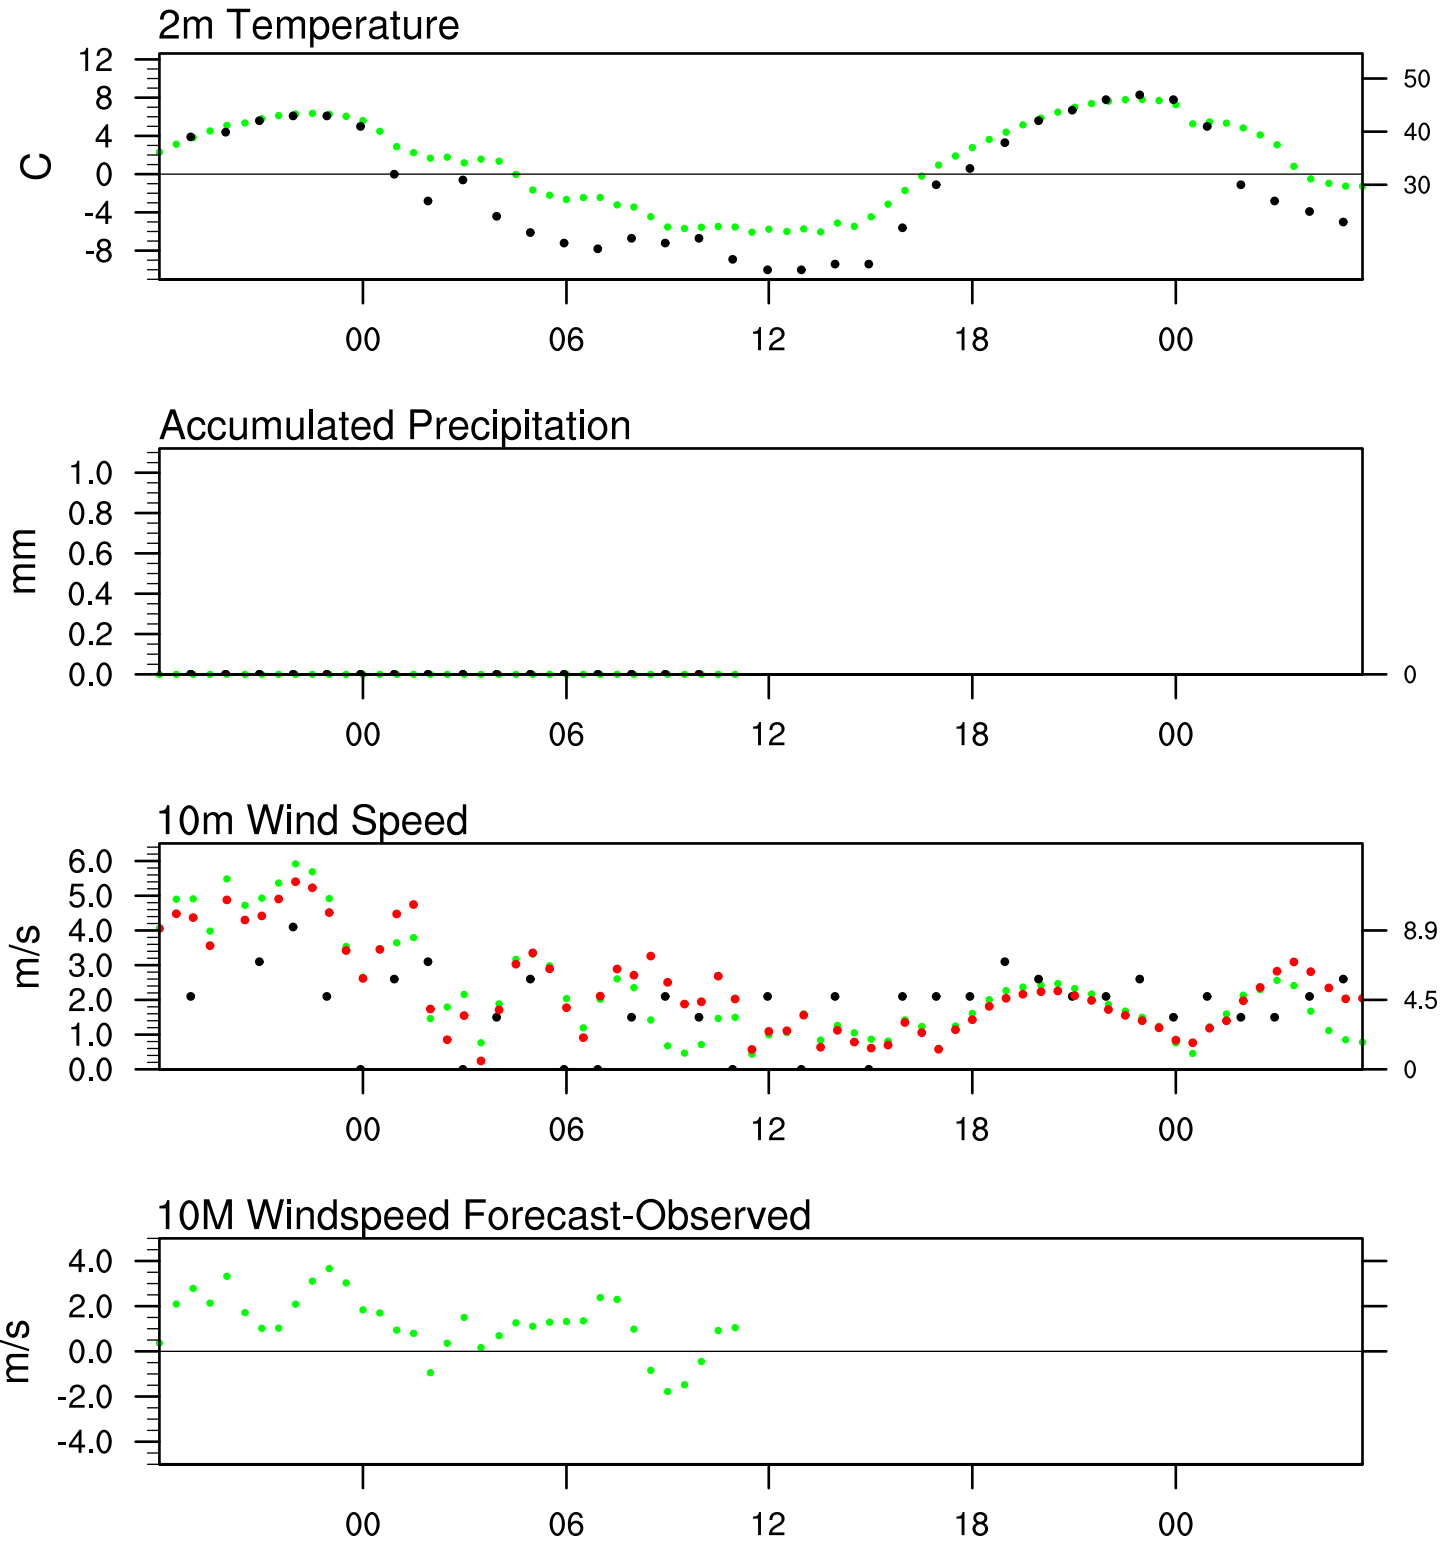 2m Temperature
12
8
4
0
-4
-8
C
50
40
30
00 06 12 18 00
Accumulated Precipitation
1.0
0.8
0.6
0.4
0.2
0.0
mm
0
00 06 12 18 00
10m Wind Speed
6.0
5.0
4.0
3.0
2.0
1.0
0.0
m/s
8.9
4.5
0
00 06 12 18 00
10M Windspeed Forecast-Observed
4.0
2.0
0.0
-2.0
-4.0
m/s
00 06 12 18 00